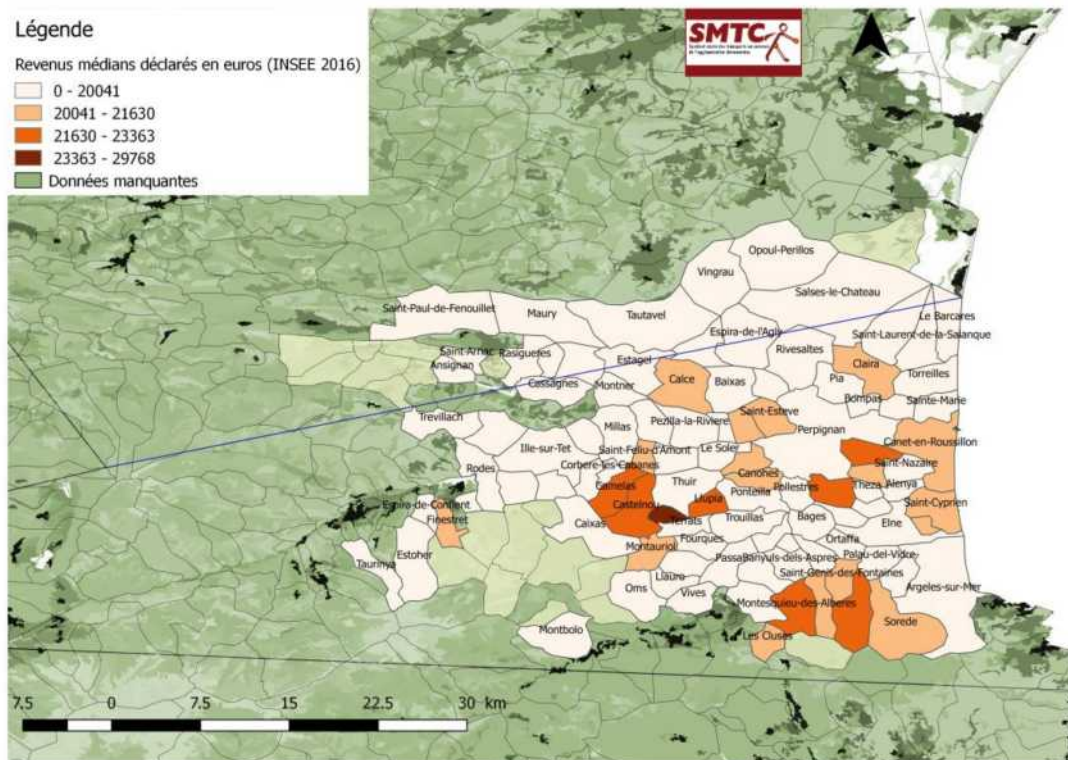 Légende
Revenus médians déclarés en euros (INSEE 2016)
0 - 20041
20041 - 21630
21630 - 23363
23363 - 29768
Données manquantes
SMTC
Opoul-Perillos
Vingrau
Salses-le-Chateau
Saint-Paul-de-Fenouillet
Maury
Tautavel
Le Barcares
Espira-de-l'Agly
Saint-Laurent-de-la-Salanque
Saint-Arnac
Rasigueres
Rivesaltes
Ansignan
Estagel
Claira
Cassagnes
Montner
Calce
Baixas
Pia
Torreilles
Bompas
Sainte-Marie
Trevillach
Millas
Pezilla-la-Riviere
Saint-Esteve
Perpignan
Canet-en-Roussillon
Ille-sur-Tet
Saint-Feliu-d'Amont
Le Soler
Saint-Nazaire
Rodes
Corbere-les-Cabanes
Canohes
Camelas
Thuir
Ponteilla
Pollestres
Theza
Alenya
Espira-de-Conflent
Castelnou
Llupia
Saint-Cyprien
Finestret
Caixas
Terrats
Trouillas
Bages
Elne
Estoher
Fourques
Ortaffa
Taurinya
Montauriol
Passa
Banyuls-dels-Aspres
Palau-del-Vidre
Llauro
Saint-Genis-des-Fontaines
Oms
Vives
Argeles-sur-Mer
Montesquieu-des-Alberes
Montbolo
Les Cluses
Sorede
7.5 0 7.5 15 22.5 30 km